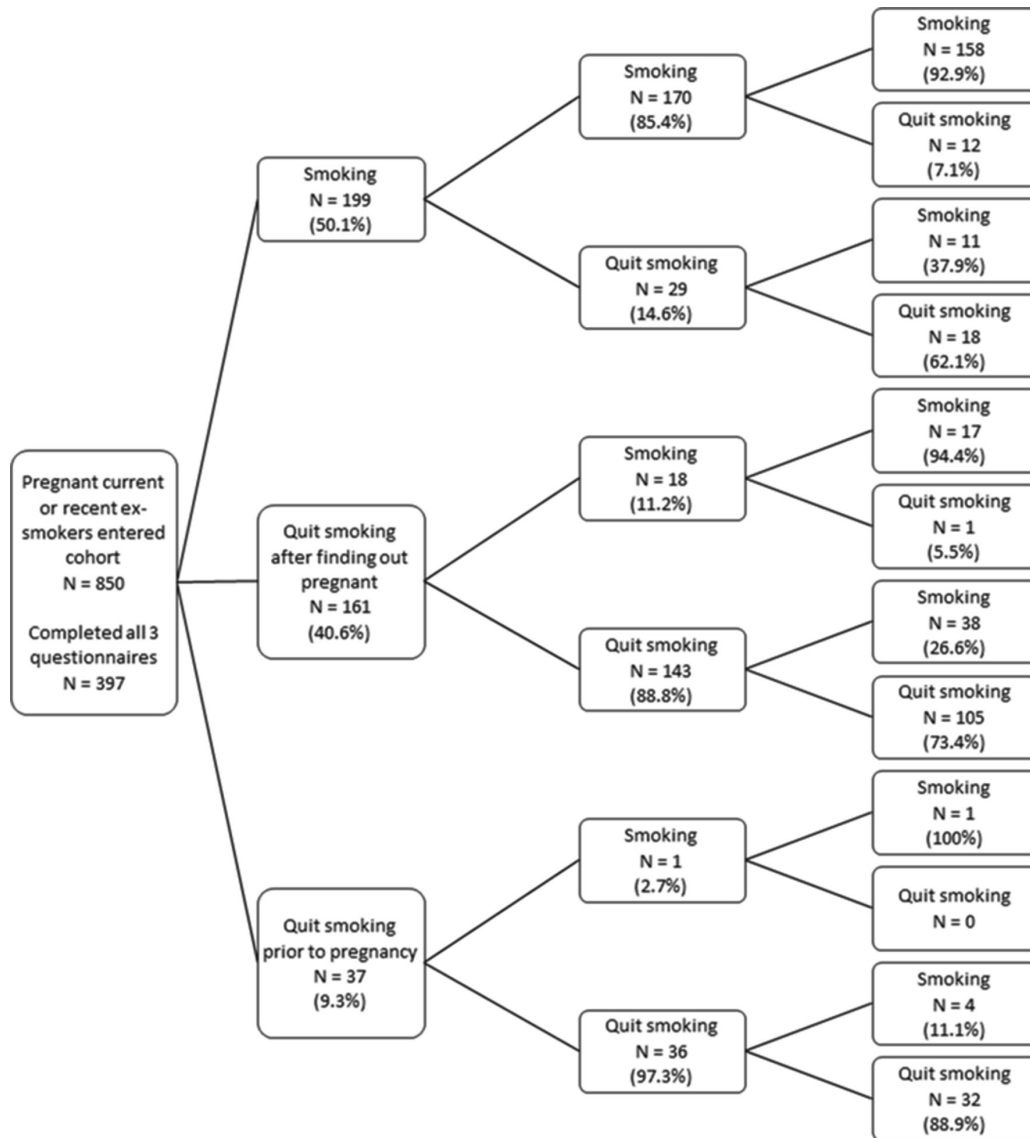 Pregnant current
or recent ex-
smokers entered
cohort
N = 850
Completed all 3
questionnaires
N = 397
Smoking
N = 199
(50.1%)
Quit smoking
after finding out
pregnant
N = 161
(40.6%)
Quit smoking
prior to pregnancy
N = 37
(9.3%)
Smoking
N = 170
(85.4%)
Quit smoking
N = 29
(14.6%)
Smoking
N = 18
(11.2%)
Quit smoking
N = 143
(88.8%)
Smoking
N = 1
(2.7%)
Quit smoking
N = 36
(97.3%)
Smoking
N = 158
(92.9%)
Quit smoking
N = 12
(7.1%)
Smoking
N = 11
(37.9%)
Quit smoking
N = 18
(62.1%)
Smoking
N = 17
(94.4%)
Quit smoking
N = 1
(5.5%)
Smoking
N = 38
(26.6%)
Quit smoking
N = 105
(73.4%)
Smoking
N = 1
(100%)
Quit smoking
N = 0
Smoking
N = 4
(11.1%)
Quit smoking
N = 32
(88.9%)